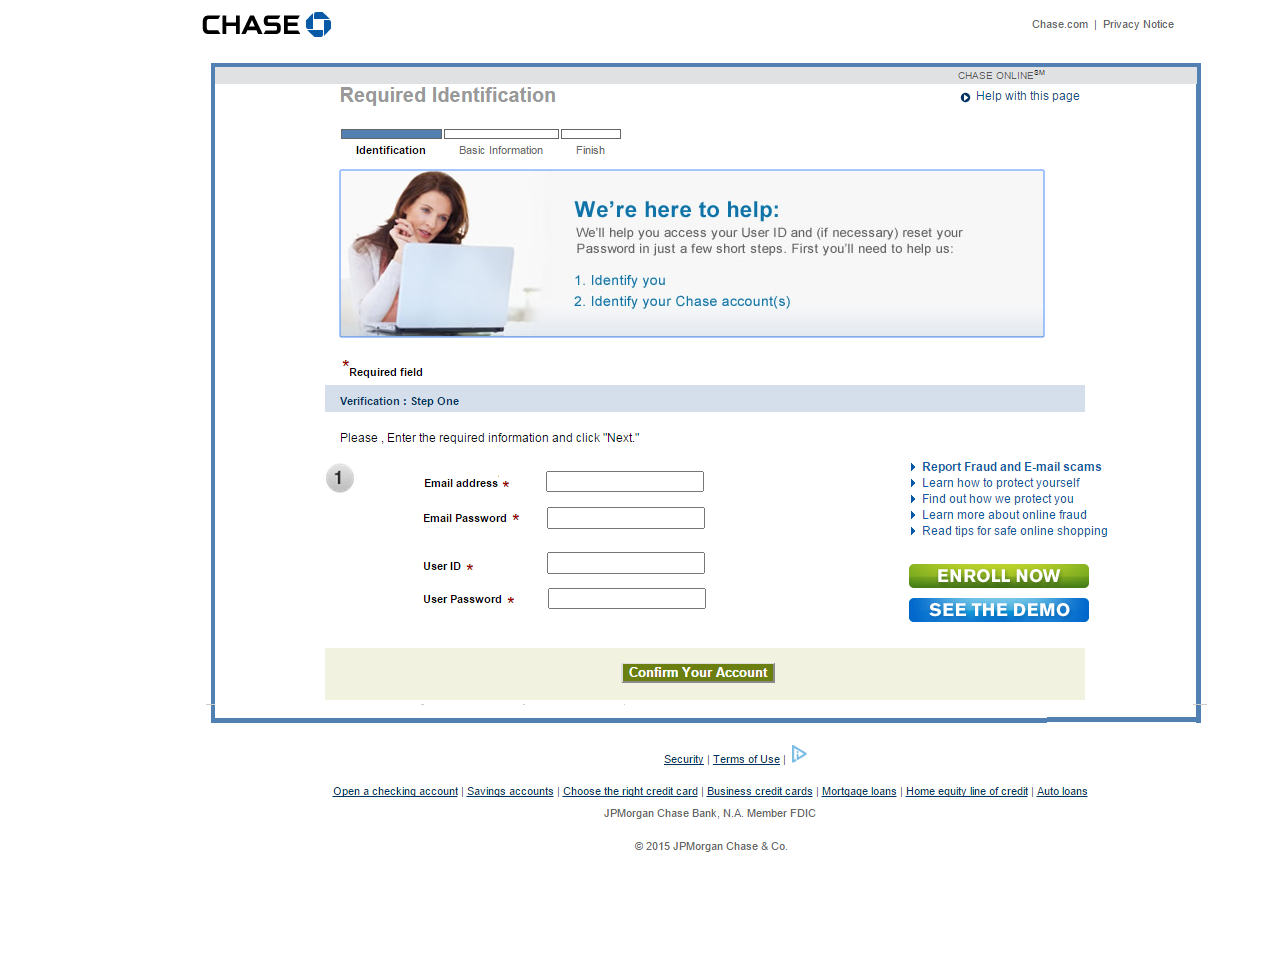 CHASE
Chase.com | Privacy Notice
CHASE ONLINE℠
Required Identification
Help with this page
Identification Basic Information Finish
We're here to help:
We'll help you access your User ID and (if necessary) reset your
Password in just a few short steps. First you'll need to help us:
1. Identify you
2. Identify your Chase account(s)
*Required field
Verification : Step One
Please , Enter the required information and click "Next."
1
Email address *
Email Password *
User ID *
User Password *
Report Fraud and E-mail scams
Learn how to protect yourself
Find out how we protect you
Learn more about online fraud
Read tips for safe online shopping
ENROLL NOW
SEE THE DEMO
Confirm Your Account
Security | Terms of Use |
Open a checking account | Savings accounts | Choose the right credit card | Business credit cards | Mortgage loans | Home equity line of credit | Auto loans
JPMorgan Chase Bank, N.A. Member FDIC
© 2015 JPMorgan Chase & Co.